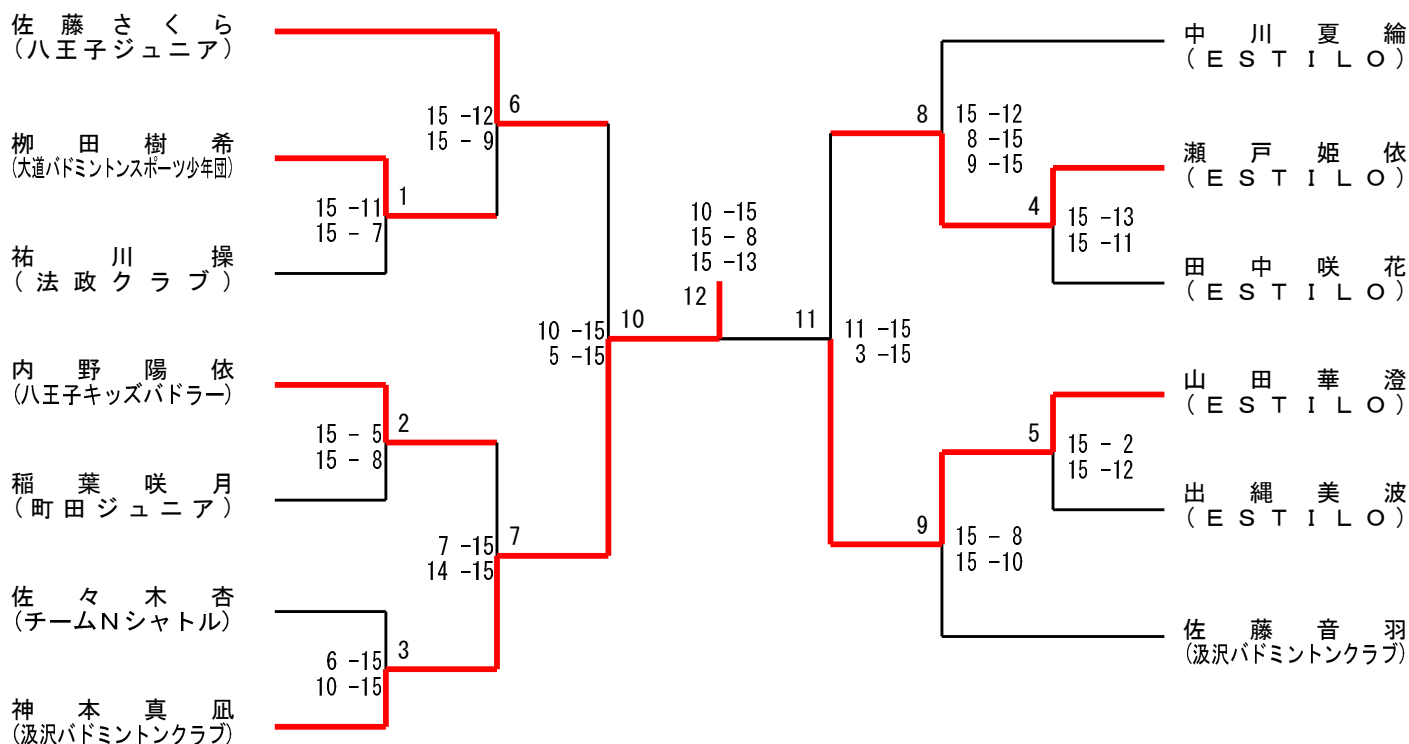 佐藤さくら
(八王子ジュニア)
栁田樹希
(大道バドミントンスポーツ少年団)
祐川操
(法政クラブ)
内野陽依
(八王子キッズバドラー)
稲葉咲月
(町田ジュニア)
佐々木杏
(チームNシャトル)
神本真凪
(汲沢バドミントンクラブ)
15 -11
15 - 7
1
15 - 5
15 - 8
2
6 -15
10 -15
3
15 -12
15 - 9
6
7 -15
14 -15
7
10 -15
5 -15
10
10 -15
15 - 8
15 -13
12
11
11 -15
3 -15
8
15 -12
8 -15
9 -15
9
15 - 8
15 -10
4
15 -13
15 -11
5
15 - 2
15 -12
中川夏綸
(ESTILO)
瀬戸姫依
(ESTILO)
田中咲花
(ESTILO)
山田華澄
(ESTILO)
出縄美波
(ESTILO)
佐藤音羽
(汲沢バドミントンクラブ)